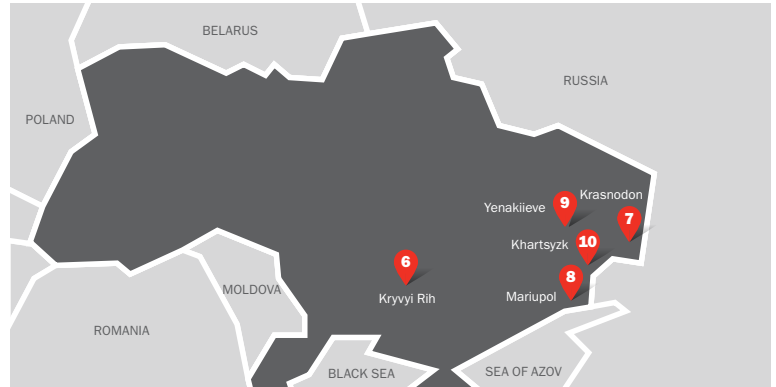 BELARUS
RUSSIA
POLAND
Krasnodon
9
Yenakiieve
7
10
Khartsyzk
6
8
MOLDOVA
Mariupol
Kryvyi Rih
ROMANIA
BLACK SEA
SEA OF AZOV